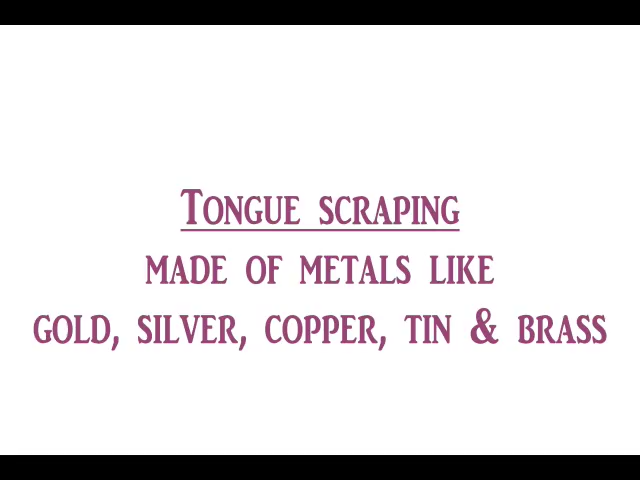 Tongue scraping
made of metals like
gold, silver, copper, tin & brass